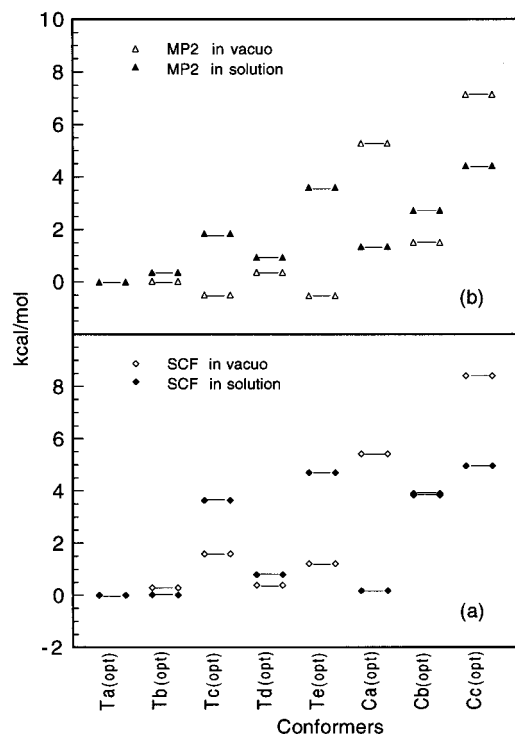 10
8
6
4
2
0
MP2 in vacuo
MP2 in solution
(b)
kcal/mol
8
6
4
2
0
-2
SCF in vacuo
SCF in solution
(a)
Ta(opt)
Tb(opt)
Tc(opt)
Td(opt)
Te(opt)
Ca(opt)
Cb(opt)
Cc(opt)
Conformers